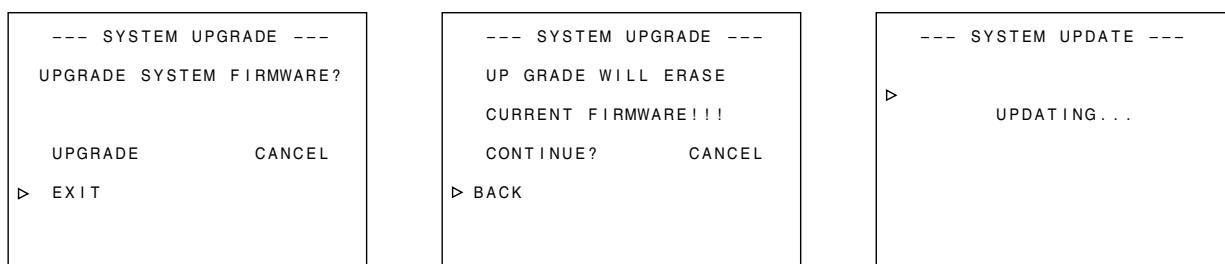 --- SYSTEM UPGRADE ---
UPGRADE SYSTEM FIRMWARE?
UPGRADE CANCEL
▷ EXIT
--- SYSTEM UPGRADE ---
UP GRADE WILL ERASE
CURRENT FIRMWARE!!!
CONTINUE? CANCEL
▷ BACK
--- SYSTEM UPDATE ---
▷
UPDATING...